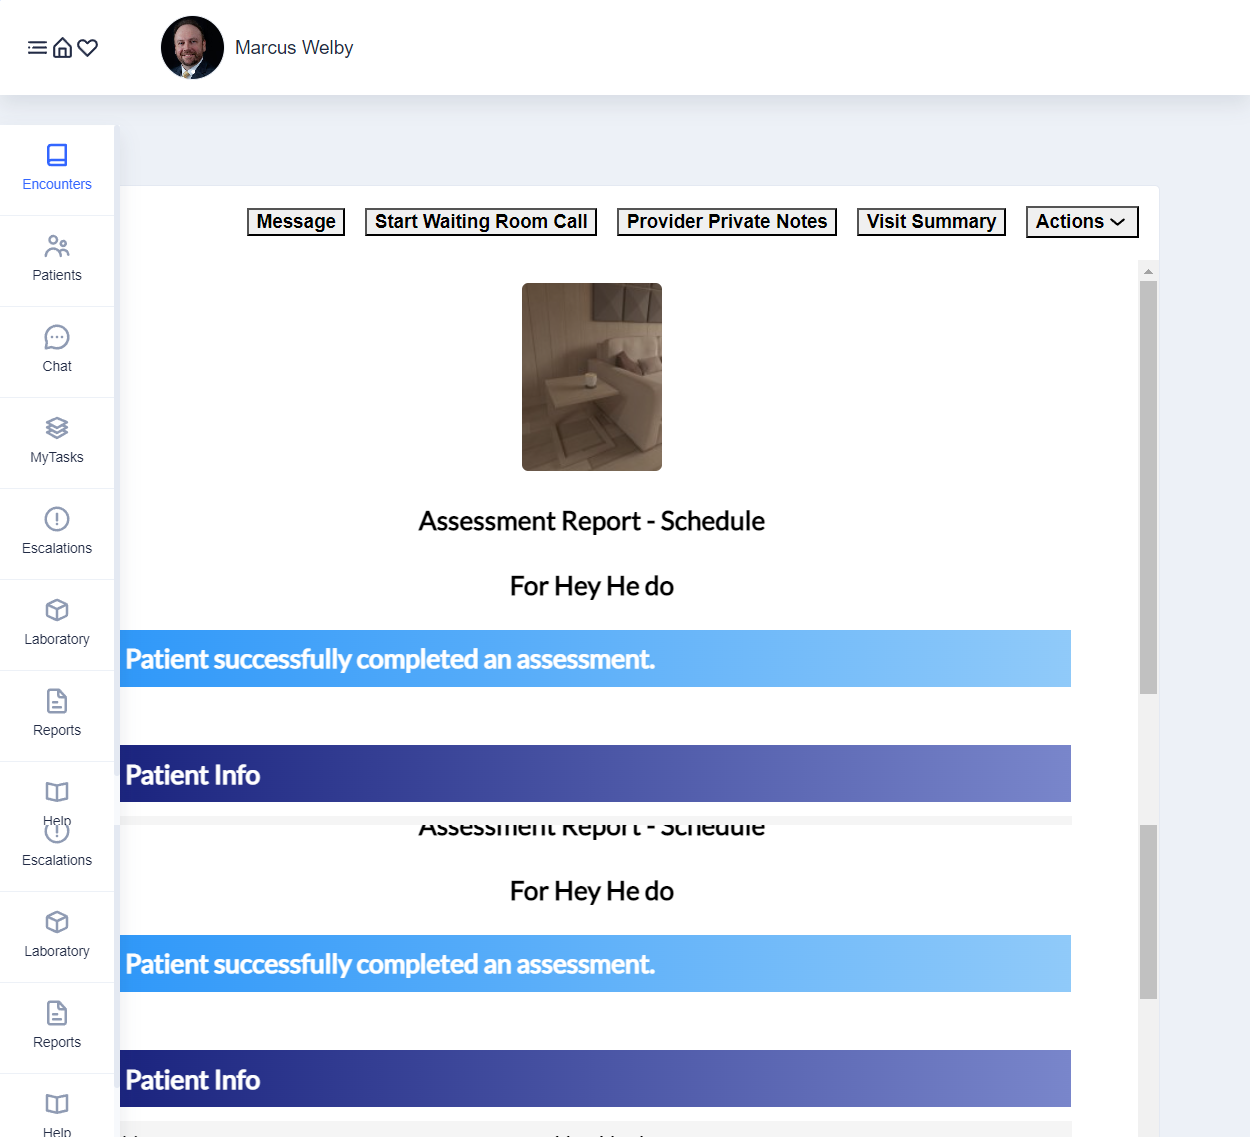 Marcus Welby
Encounters
Patients
Chat
MyTasks
Escalations
Laboratory
Reports
Help
Message
Start Waiting Room Call
Provider Private Notes
Visit Summary
Actions
Assessment Report - Schedule
For Hey He do
Patient successfully completed an assessment.
Patient Info
Escalations
Laboratory
Reports
Help
Assessment Report - Schedule
For Hey He do
Patient successfully completed an assessment.
Patient Info